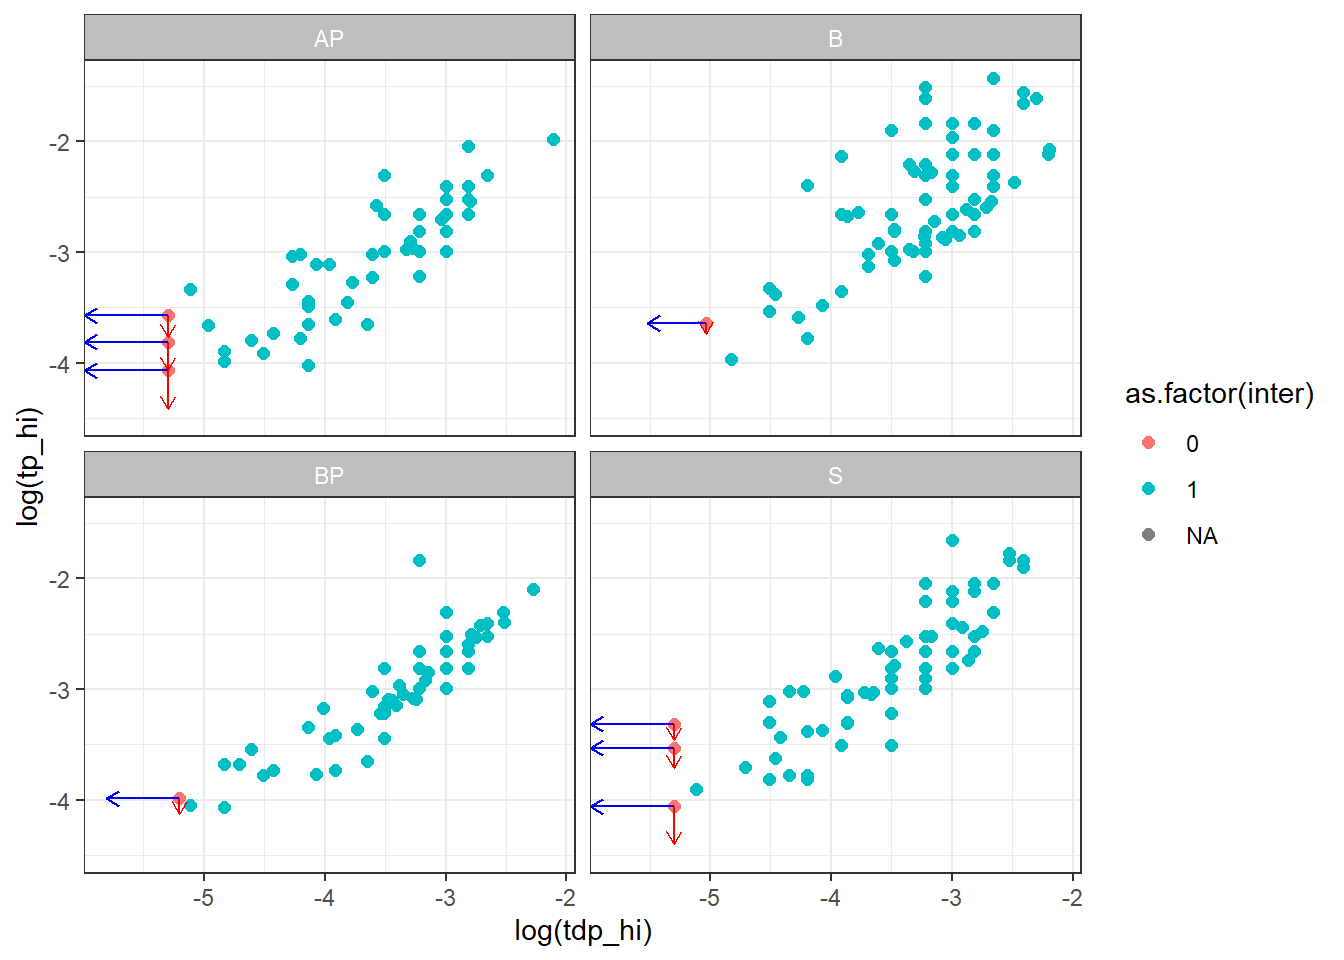 AP
B
-2
-3
-4
BP
S
-2
-3
-4
-5 -4 -3 -2
-5 -4 -3 -2
log(tdp_hi)
log(tp_hi)
as.factor(inter)
0
1
NA